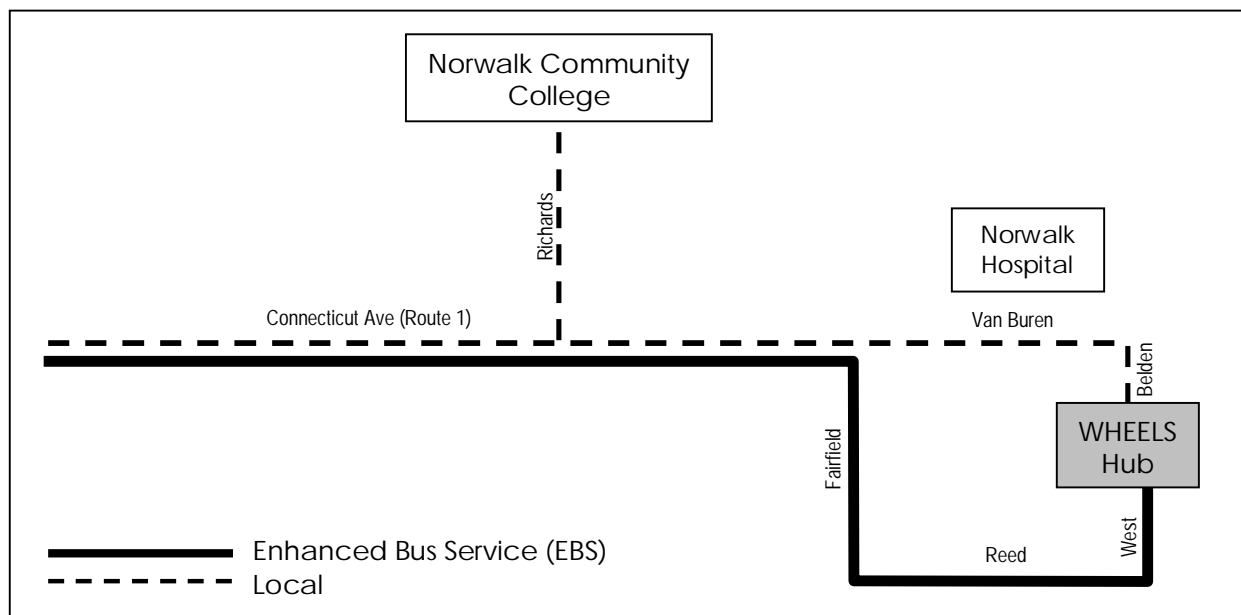 Norwalk Community
College
Richards
Norwalk
Hospital
Connecticut Ave (Route 1)
Van Buren
Belden
WHEELS
Hub
Fairfield
West
Reed
Enhanced Bus Service (EBS)
Local